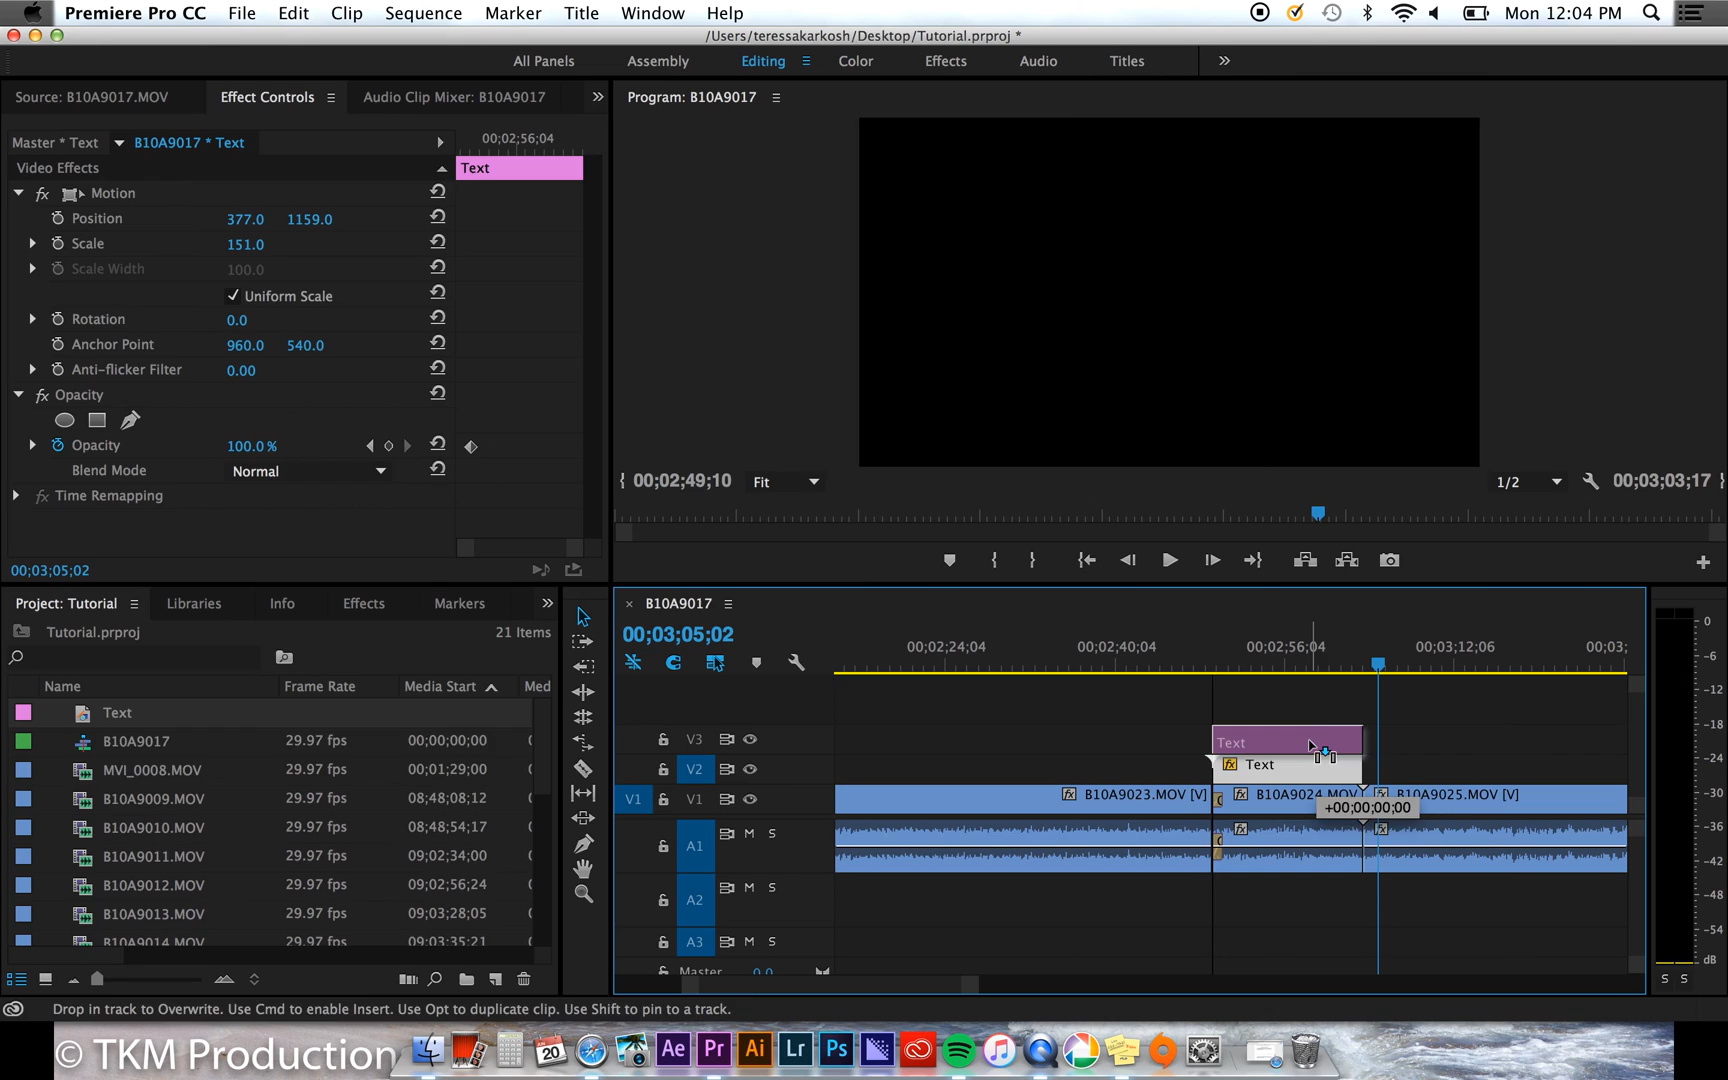 Premiere Pro CC File Edit Clip Sequence Marker Title Window Help Mon 12:04 PM
/Users/teressakarkosh/Desktop/Tutorial.prproj *
All Panels Assembly Editing Color Effects Audio Titles
Source: B10A9017.MOV Effect Controls Audio Clip Mixer: B10A9017
Program: B10A9017
Master * Text B10A9017 * Text 00;02;56;04
Video Effects Text
fx Motion
Position 377.0 1159.0
Scale 151.0
Scale Width 100.0
Uniform Scale
Rotation 0.0
Anchor Point 960.0 540.0
Anti-flicker Filter 0.00
fx Opacity
Opacity 100.0 %
Blend Mode Normal
fx Time Remapping
00;02;49;10 Fit 1/2 00;03;03;17
00;03;05;02
Project: Tutorial Libraries Info Effects Markers
Tutorial.prproj 21 Items
Name Frame Rate Media Start Med
Text
B10A9017 29.97 fps 00;00;00;00
MVI_0008.MOV 29.97 fps 00;01;29;00
B10A9009.MOV 29.97 fps 08;48;08;12
B10A9010.MOV 29.97 fps 08;48;54;17
B10A9011.MOV 29.97 fps 09;02;34;00
B10A9012.MOV 29.97 fps 09;02;56;24
B10A9013.MOV 29.97 fps 09;03;28;05
B10A9014.MOV 29.97 fps 09;03;35;21
B10A9017
00;03;05;02
00;02;24;04 00;02;40;04 00;02;56;04 00;03;12;06 00;03;
V3 Text
V2 fx Text
V1 V1 fx B10A9023.MOV [V] fx B10A9024.MOV fx B10A9025.MOV [V]
+00;00;00;00
A1 M S fx fx
A2 M S
A3 M S
Master 0.0
0
-6
-12
-18
-24
-30
-36
-42
-48
-54
dB
S S
Drop in track to Overwrite. Use Cmd to enable Insert. Use Opt to duplicate clip. Use Shift to pin to a track.
© TKM Production
JAN 20
Ae Pr Ai Lr Ps